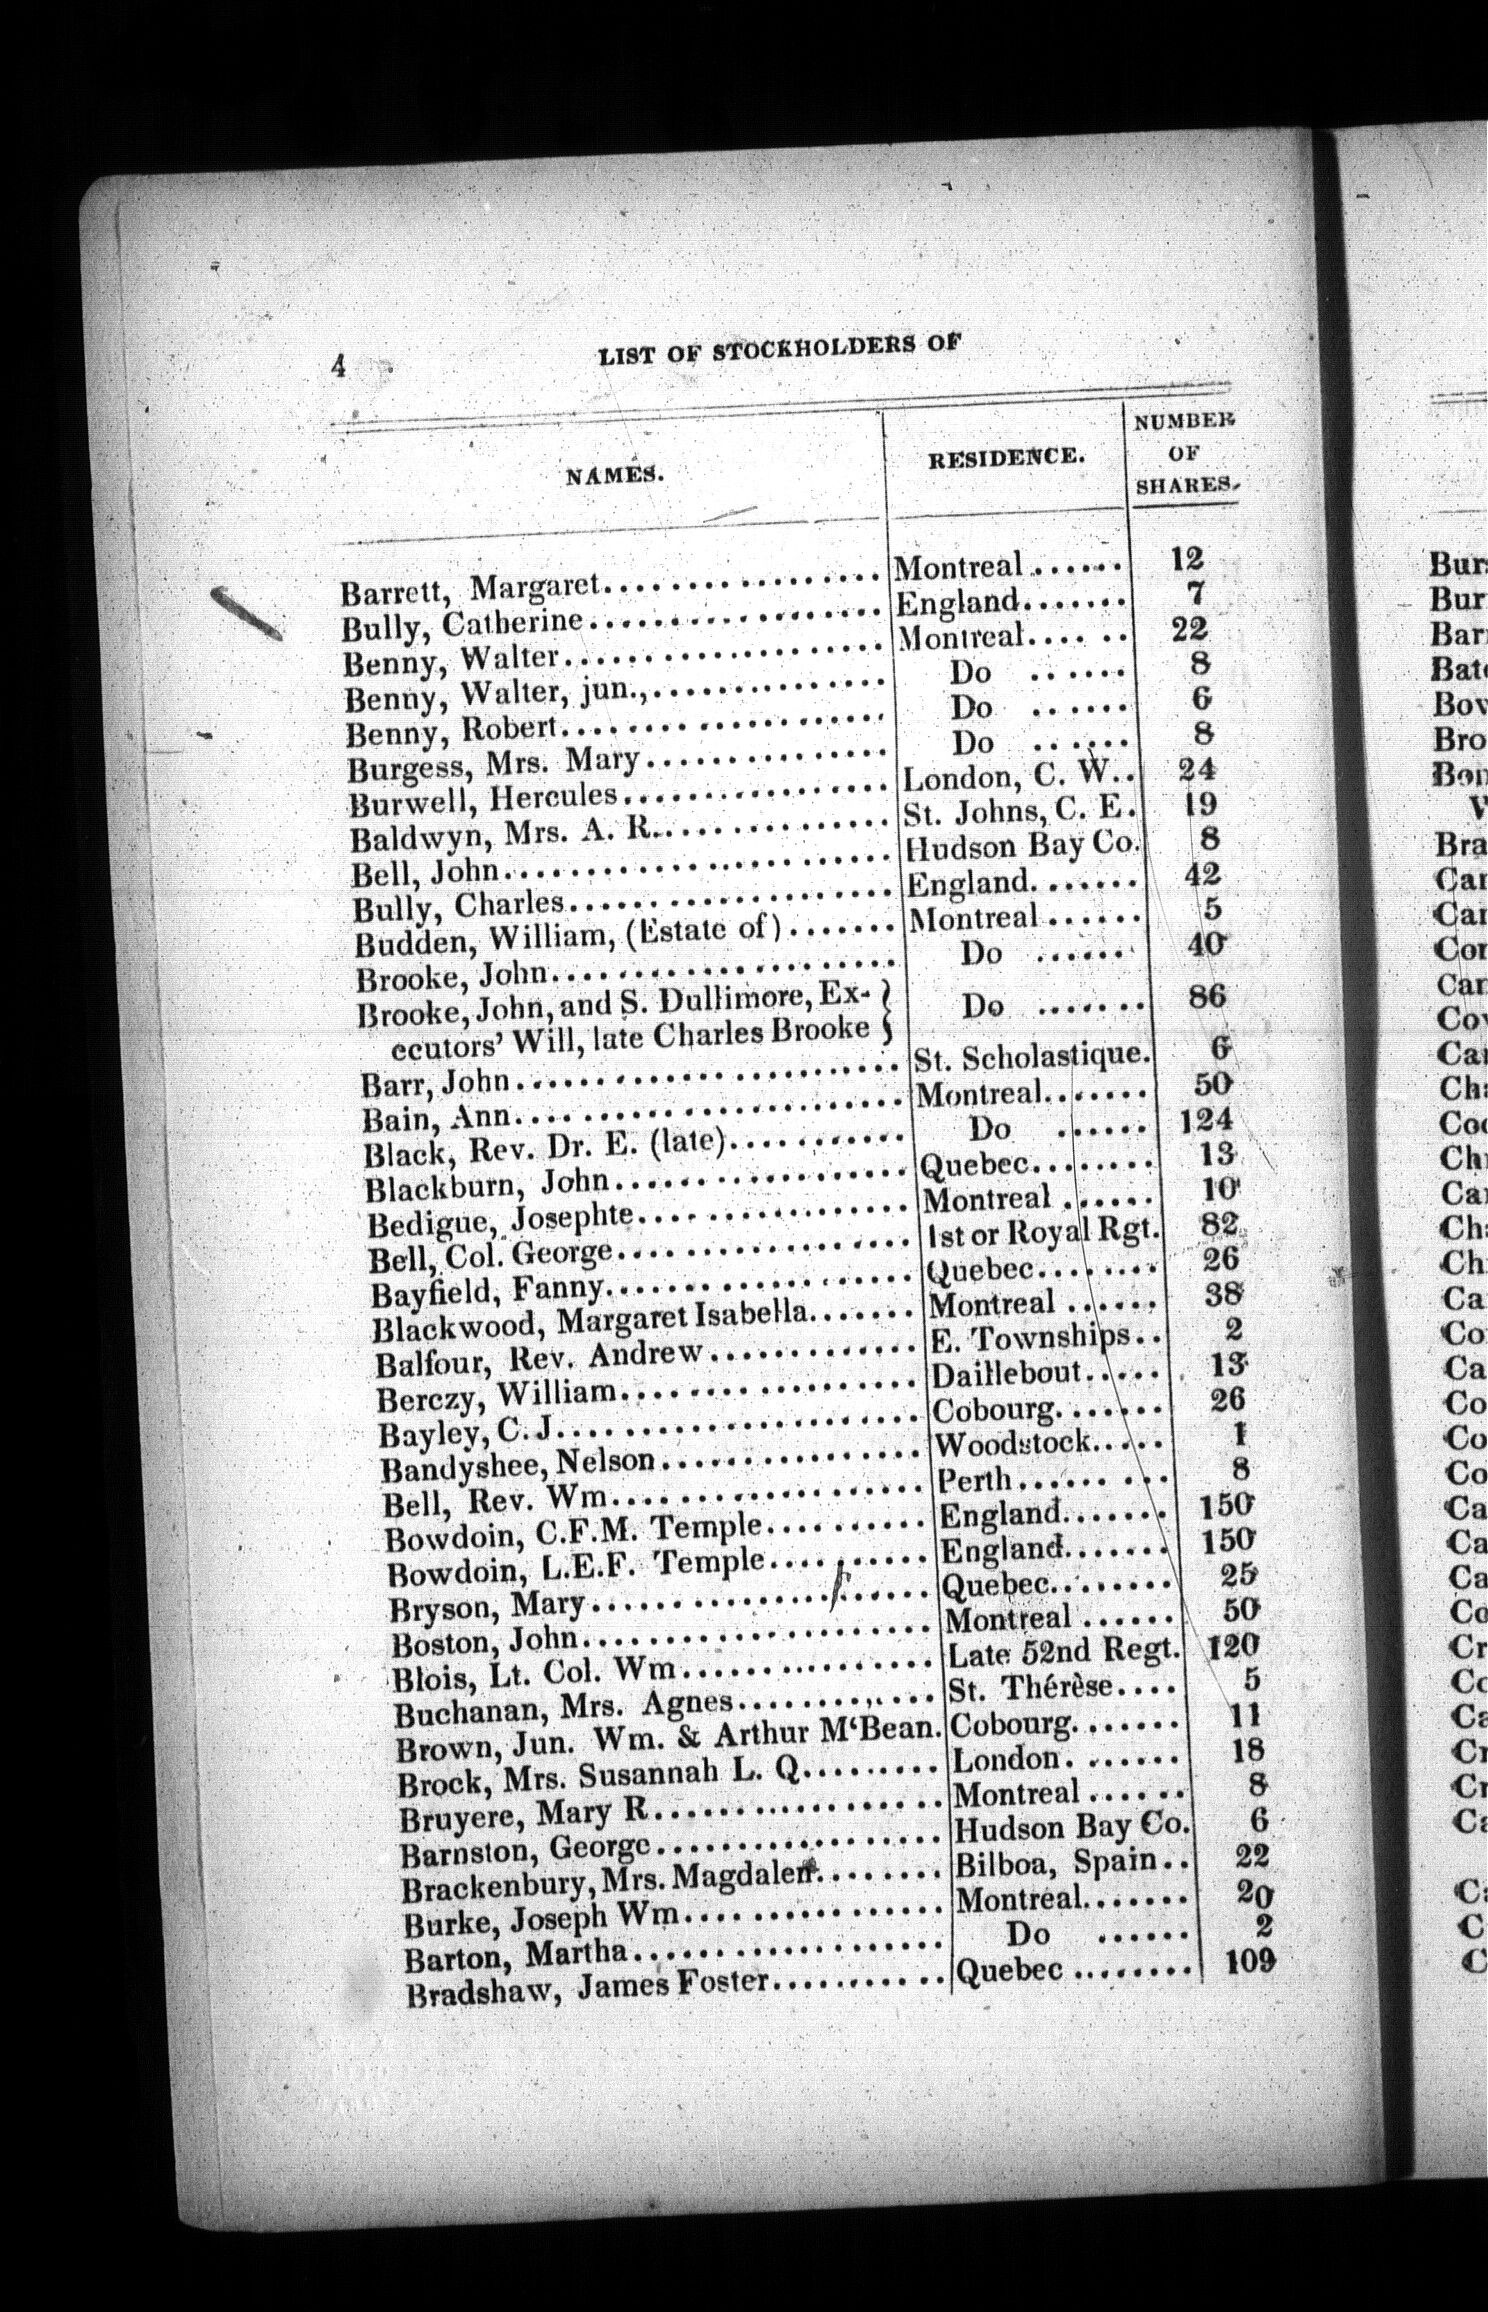 4 LIST OF STOCKHOLDERS OF
NAMES. RESIDENCE. NUMBER OF SHARES.
Barrett, Margaret................. Montreal...... 12
Bully, Catherine.................. England....... 7
Benny, Walter.................... Montreal...... 22
Benny, Walter, jun.,............... Do ...... 8
Benny, Robert.................... Do ...... 6
Burgess, Mrs. Mary............... Do ...... 8
Burwell, Hercules................. London, C. W.. 24
Baldwyn, Mrs. A. R............... St. Johns, C. E. 19
Bell, John........................ Hudson Bay Co. 8
Bully, Charles.................... England....... 42
Budden, William, (Estate of)....... Montreal...... 5
Brooke, John..................... Do ...... 40
Brooke, John, and S. Dullimore, Ex- } Do ....... 86
ecutors' Will, late Charles Brooke }
Barr, John....................... St. Scholastique. 6
Bain, Ann........................ Montreal....... 50
Black, Rev. Dr. E. (late)........... Do ...... 124
Blackburn, John.................. Quebec........ 13
Bedigue, Josephte................. Montreal...... 10
Bell, Col. George.................. 1st or Royal Rgt. 82
Bayfield, Fanny................... Quebec........ 26
Blackwood, Margaret Isabella....... Montreal...... 38
Balfour, Rev. Andrew............. E. Townships.. 2
Berczy, William.................. Daillebout..... 13
Bayley, C. J...................... Cobourg....... 26
Bandyshee, Nelson................ Woodstock..... 1
Bell, Rev. Wm................... Perth......... 8
Bowdoin, C.F.M. Temple.......... England....... 150
Bowdoin, L.E.F. Temple.......... England....... 150
Bryson, Mary.................... Quebec........ 25
Boston, John..................... Montreal...... 50
Blois, Lt. Col. Wm............... Late 52nd Regt. 120
Buchanan, Mrs. Agnes............ St. Thérèse.... 5
Brown, Jun. Wm. & Arthur M'Bean. Cobourg....... 11
Brock, Mrs. Susannah L. Q......... London....... 18
Bruyere, Mary R................. Montreal...... 8
Barnston, George................. Hudson Bay Co. 6
Brackenbury, Mrs. Magdalen....... Bilboa, Spain.. 22
Burke, Joseph Wm................ Montreal....... 20
Barton, Martha................... Do ...... 2
Bradshaw, James Foster........... Quebec........ 109